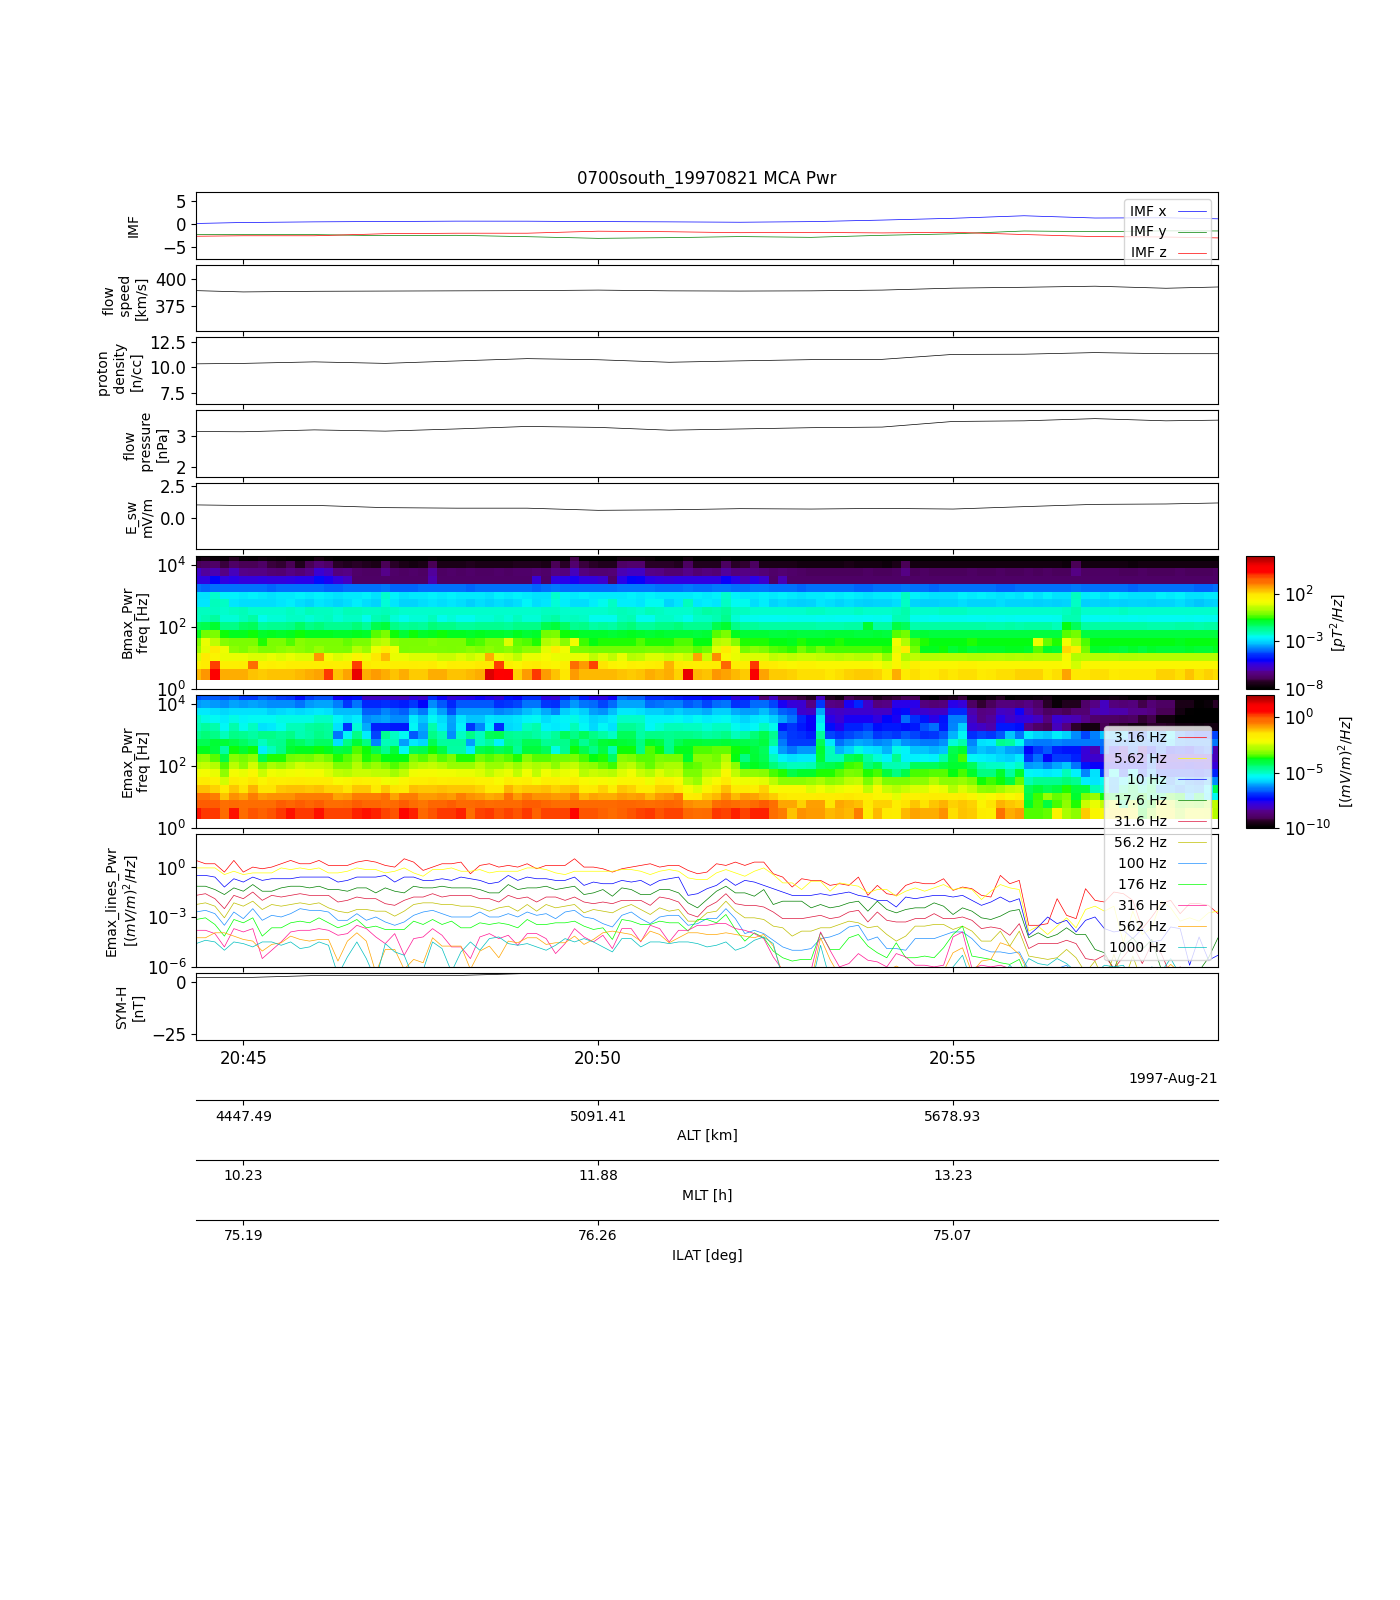 0700south_19970821 MCA Pwr
5
0
−5
IMF
IMF x
IMF y
IMF z
400
375
flow
speed
[km/s]
12.5
10.0
7.5
proton
density
[n/cc]
3
2
flow
pressure
[nPa]
2.5
0.0
E_sw
mV/m
10^4
10^2
10^0
Bmax_Pwr
freq [Hz]
10^2
10^−3
10^−8
[pT^2/Hz]
10^4
10^2
10^0
Emax_Pwr
freq [Hz]
10^0
10^−5
10^−10
[(mV/m)^2/Hz]
3.16 Hz
5.62 Hz
10 Hz
17.6 Hz
31.6 Hz
56.2 Hz
100 Hz
176 Hz
316 Hz
562 Hz
1000 Hz
10^0
10^−3
10^−6
Emax_lines_Pwr
[(mV/m)^2/Hz]
0
−25
SYM-H
[nT]
20:45 20:50 20:55
1997-Aug-21
4447.49 5091.41 5678.93
ALT [km]
10.23 11.88 13.23
MLT [h]
75.19 76.26 75.07
ILAT [deg]